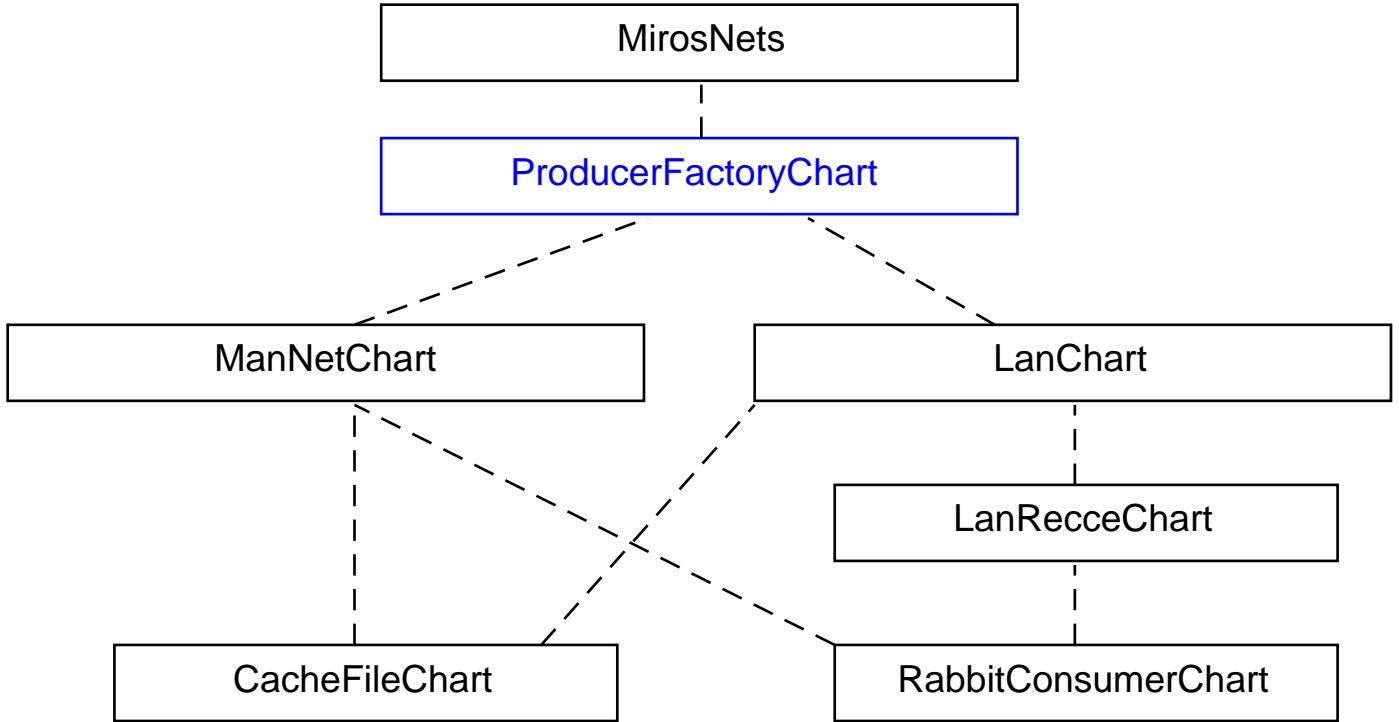 MirosNets
ProducerFactoryChart
ManNetChart
LanChart
LanRecceChart
CacheFileChart
RabbitConsumerChart